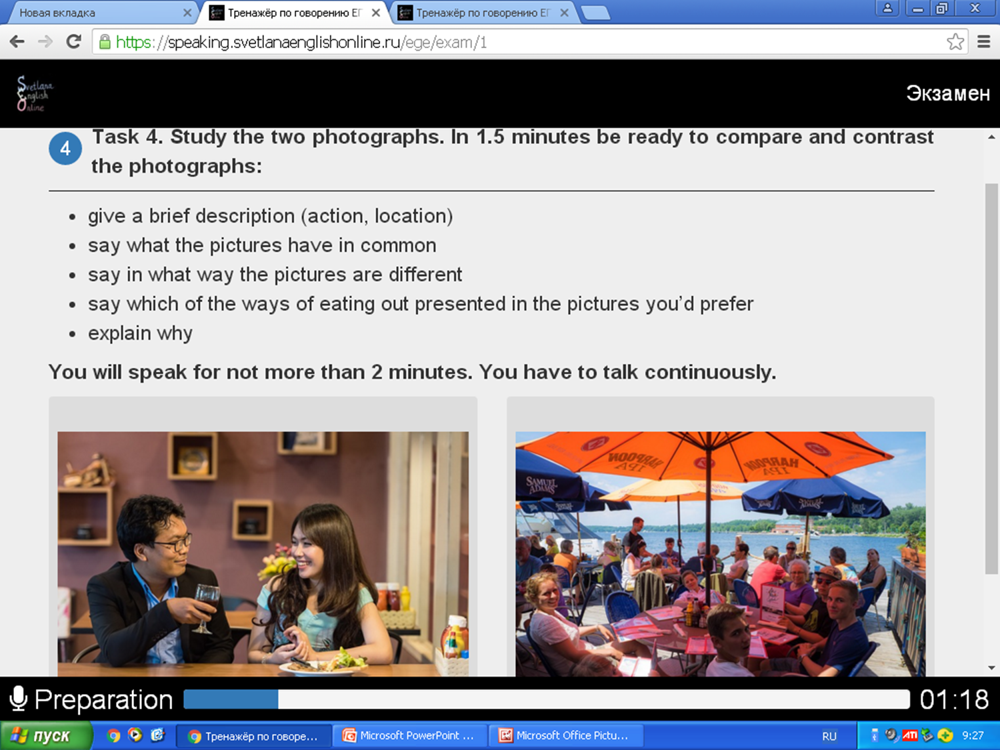 Новая вкладка
Тренажёр по говорению ЕГ
Тренажёр по говорению ЕГ
https://speaking.svetlanaenglishonline.ru/ege/exam/1
Svetlana
English
Online
Экзамен
4
Task 4. Study the two photographs. In 1.5 minutes be ready to compare and contrast
the photographs:
• give a brief description (action, location)
• say what the pictures have in common
• say in what way the pictures are different
• say which of the ways of eating out presented in the pictures you'd prefer
• explain why
You will speak for not more than 2 minutes. You have to talk continuously.
HARPOON
IPA
HARPOON
IPA
SAMUEL
ADAMS
SAMUEL
ADAMS
Preparation
01:18
пуск
Тренажёр по говоре...
Microsoft PowerPoint ...
Microsoft Office Pictu...
RU
ATI
9:27